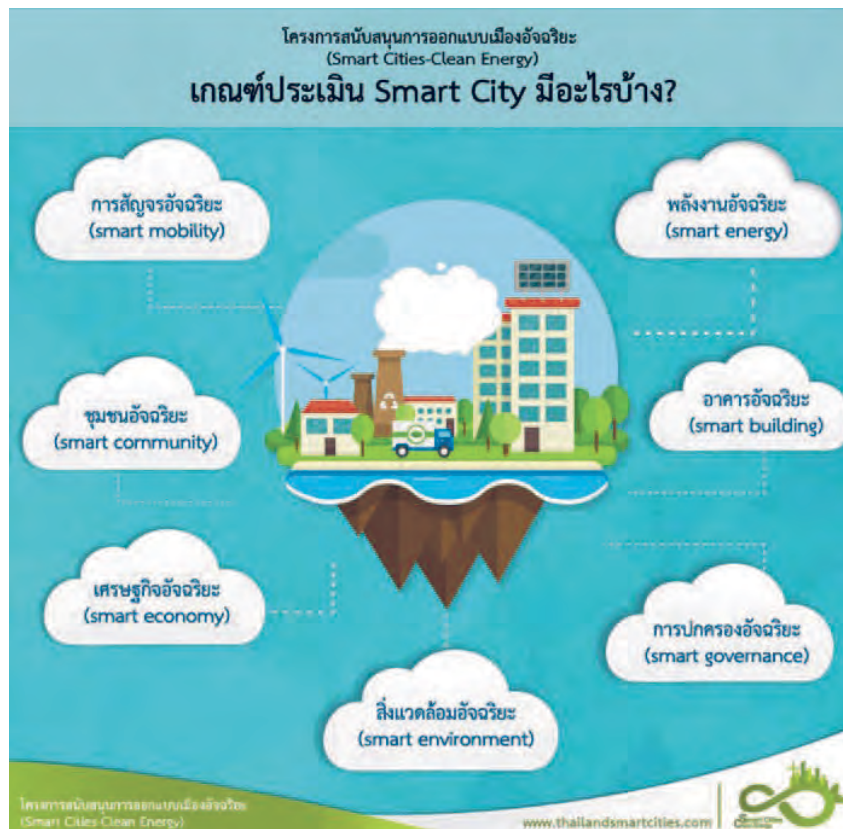 โครงการสนับสนุนการออกแบบเมืองอัจฉริยะ
(Smart Cities-Clean Energy)
เกณฑ์ประเมิน Smart City มีอะไรบ้าง?
การสัญจรอัจฉริยะ
(smart mobility)
พลังงานอัจฉริยะ
(smart energy)
ชุมชนอัจฉริยะ
(smart community)
อาคารอัจฉริยะ
(smart building)
เศรษฐกิจอัจฉริยะ
(smart economy)
การปกครองอัจฉริยะ
(smart governance)
สิ่งแวดล้อมอัจฉริยะ
(smart environment)
โครงการสนับสนุนการออกแบบเมืองอัจฉริยะ
(Smart Cities-Clean Energy)
www.thailandsmartcities.com
Smart Cities